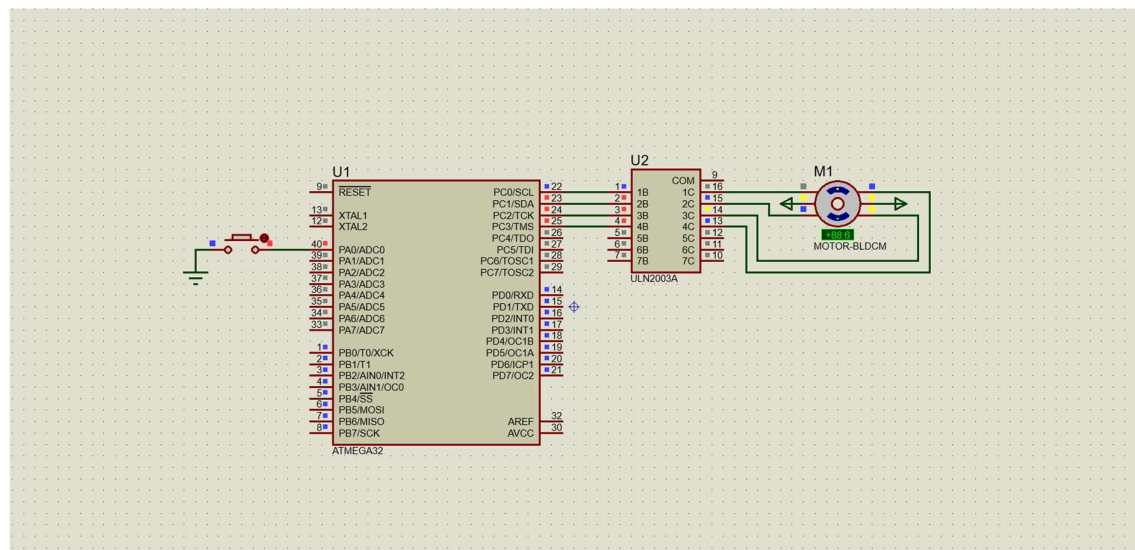 U1
9 RESET
13 XTAL1
12 XTAL2
40 PA0/ADC0
39 PA1/ADC1
38 PA2/ADC2
37 PA3/ADC3
36 PA4/ADC4
35 PA5/ADC5
34 PA6/ADC6
33 PA7/ADC7
1 PB0/T0/XCK
2 PB1/T1
3 PB2/AIN0/INT2
4 PB3/AIN1/OC0
5 PB4/SS
6 PB5/MOSI
7 PB6/MISO
8 PB7/SCK
PC0/SCL 22
PC1/SDA 23
PC2/TCK 24
PC3/TMS 25
PC4/TDO 26
PC5/TDI 27
PC6/TOSC1 28
PC7/TOSC2 29
PD0/RXD 14
PD1/TXD 15
PD2/INT0 16
PD3/INT1 17
PD4/OC1B 18
PD5/OC1A 19
PD6/ICP1 20
PD7/OC2 21
AREF 32
AVCC 30
ATMEGA32
U2
COM 9
1 1B 1C 16
2 2B 2C 15
3 3B 3C 14
4 4B 4C 13
5 5B 5C 12
6 6B 6C 11
7 7B 7C 10
ULN2003A
M1
+88.6
MOTOR-BLDCM